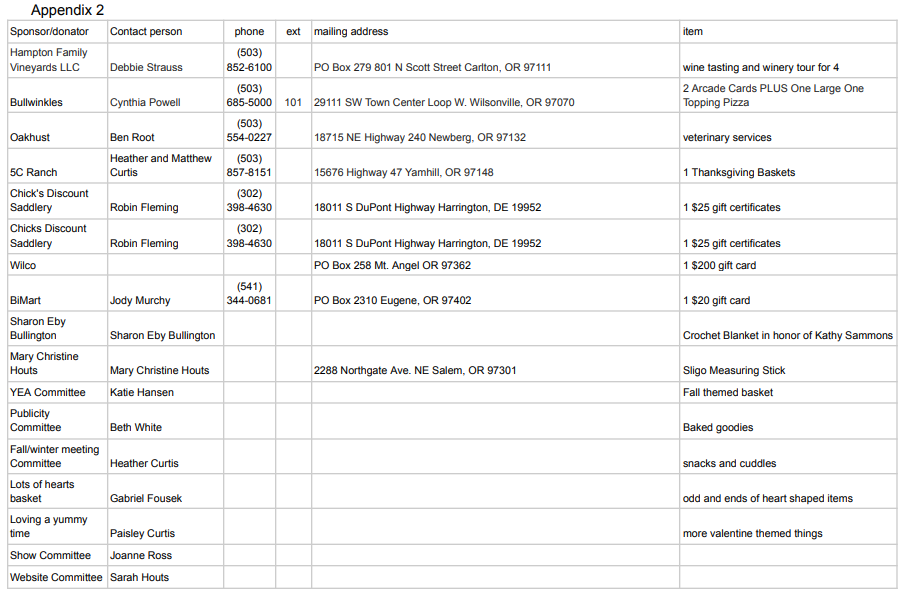 Appendix 2
Sponsor/donator Contact person phone ext mailing address item
Hampton Family (503)
Vineyards LLC Debbie Strauss 852-6100 PO Box 279 801 N Scott Street Carlton, OR 97111 wine tasting and winery tour for 4
(503) 2 Arcade Cards PLUS One Large One
Bullwinkles Cynthia Powell 685-5000 101 29111 SW Town Center Loop W. Wilsonville, OR 97070 Topping Pizza
(503)
Oakhust Ben Root 554-0227 18715 NE Highway 240 Newberg, OR 97132 veterinary services
Heather and Matthew (503)
5C Ranch Curtis 857-8151 15676 Highway 47 Yamhill, OR 97148 1 Thanksgiving Baskets
Chick's Discount (302)
Saddlery Robin Fleming 398-4630 18011 S DuPont Highway Harrington, DE 19952 1 $25 gift certificates
Chicks Discount (302)
Saddlery Robin Fleming 398-4630 18011 S DuPont Highway Harrington, DE 19952 1 $25 gift certificates
Wilco PO Box 258 Mt. Angel OR 97362 1 $200 gift card
(541)
BiMart Jody Murchy 344-0681 PO Box 2310 Eugene, OR 97402 1 $20 gift card
Sharon Eby
Bullington Sharon Eby Bullington Crochet Blanket in honor of Kathy Sammons
Mary Christine
Houts Mary Christine Houts 2288 Northgate Ave. NE Salem, OR 97301 Sligo Measuring Stick
YEA Committee Katie Hansen Fall themed basket
Publicity
Committee Beth White Baked goodies
Fall/winter meeting
Committee Heather Curtis snacks and cuddles
Lots of hearts
basket Gabriel Fousek odd and ends of heart shaped items
Loving a yummy
time Paisley Curtis more valentine themed things
Show Committee Joanne Ross
Website Committee Sarah Houts